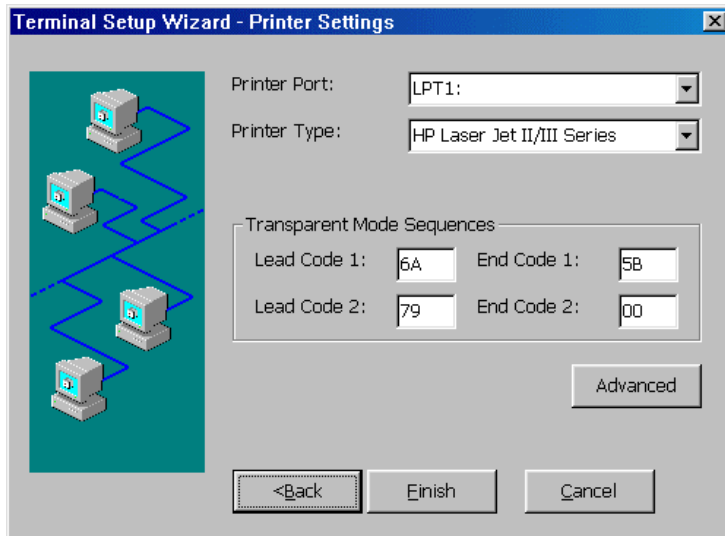 Terminal Setup Wizard - Printer Settings
Printer Port: LPT1:
Printer Type: HP Laser Jet II/III Series
Transparent Mode Sequences
Lead Code 1: 6A End Code 1: 5B
Lead Code 2: 79 End Code 2: 00
Advanced
<Back Finish Cancel